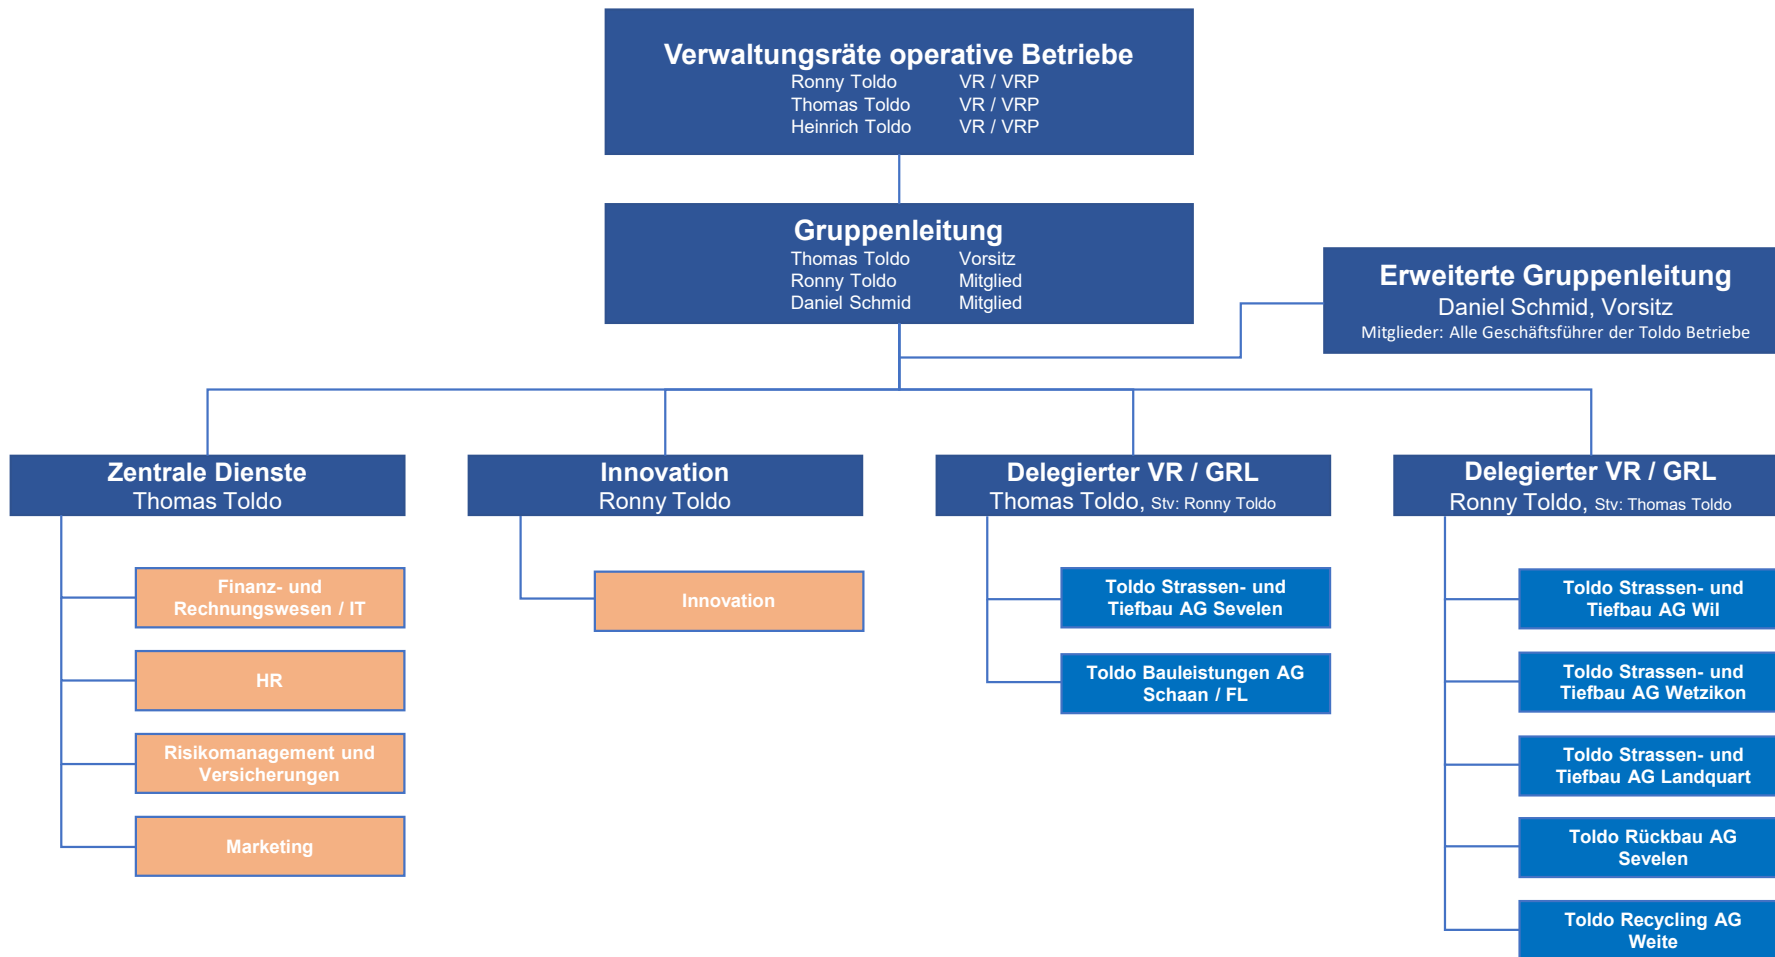 Verwaltungsräte operative Betriebe
Ronny Toldo VR / VRP
Thomas Toldo VR / VRP
Heinrich Toldo VR / VRP
Gruppenleitung
Thomas Toldo Vorsitz
Ronny Toldo Mitglied
Daniel Schmid Mitglied
Erweiterte Gruppenleitung
Daniel Schmid, Vorsitz
Mitglieder: Alle Geschäftsführer der Toldo Betriebe
Zentrale Dienste
Thomas Toldo
Finanz- und
Rechnungswesen / IT
HR
Risikomanagement und
Versicherungen
Marketing
Innovation
Ronny Toldo
Innovation
Delegierter VR / GRL
Thomas Toldo, Stv: Ronny Toldo
Toldo Strassen- und
Tiefbau AG Sevelen
Toldo Bauleistungen AG
Schaan / FL
Delegierter VR / GRL
Ronny Toldo, Stv: Thomas Toldo
Toldo Strassen- und
Tiefbau AG Wil
Toldo Strassen- und
Tiefbau AG Wetzikon
Toldo Strassen- und
Tiefbau AG Landquart
Toldo Rückbau AG
Sevelen
Toldo Recycling AG
Weite